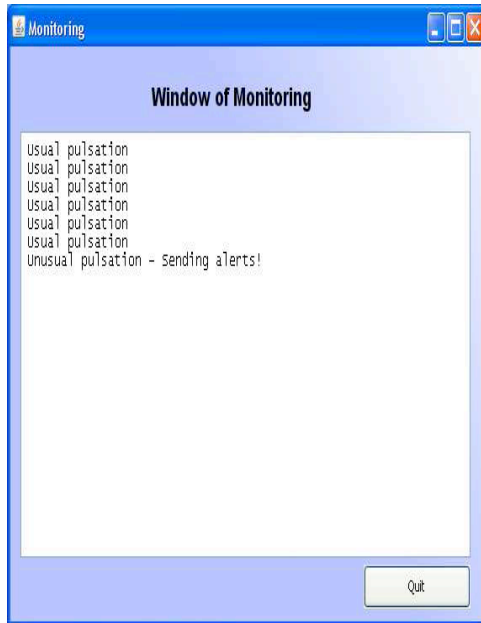 Monitoring
Window of Monitoring
Usual pulsation
Usual pulsation
Usual pulsation
Usual pulsation
Usual pulsation
Usual pulsation
Unusual pulsation - Sending alerts!
Quit